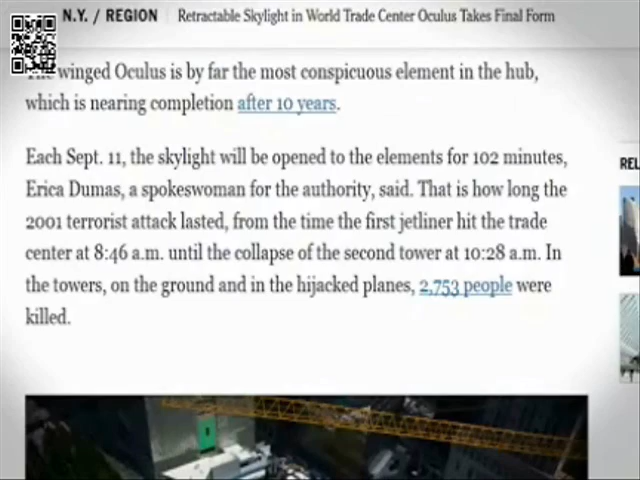 N.Y. / REGION Retractable Skylight in World Trade Center Oculus Takes Final Form
winged Oculus is by far the most conspicuous element in the hub,
which is nearing completion after 10 years.
Each Sept. 11, the skylight will be opened to the elements for 102 minutes,
Erica Dumas, a spokeswoman for the authority, said. That is how long the
2001 terrorist attack lasted, from the time the first jetliner hit the trade
center at 8:46 a.m. until the collapse of the second tower at 10:28 a.m. In
the towers, on the ground and in the hijacked planes, 2,753 people were
killed.
REL